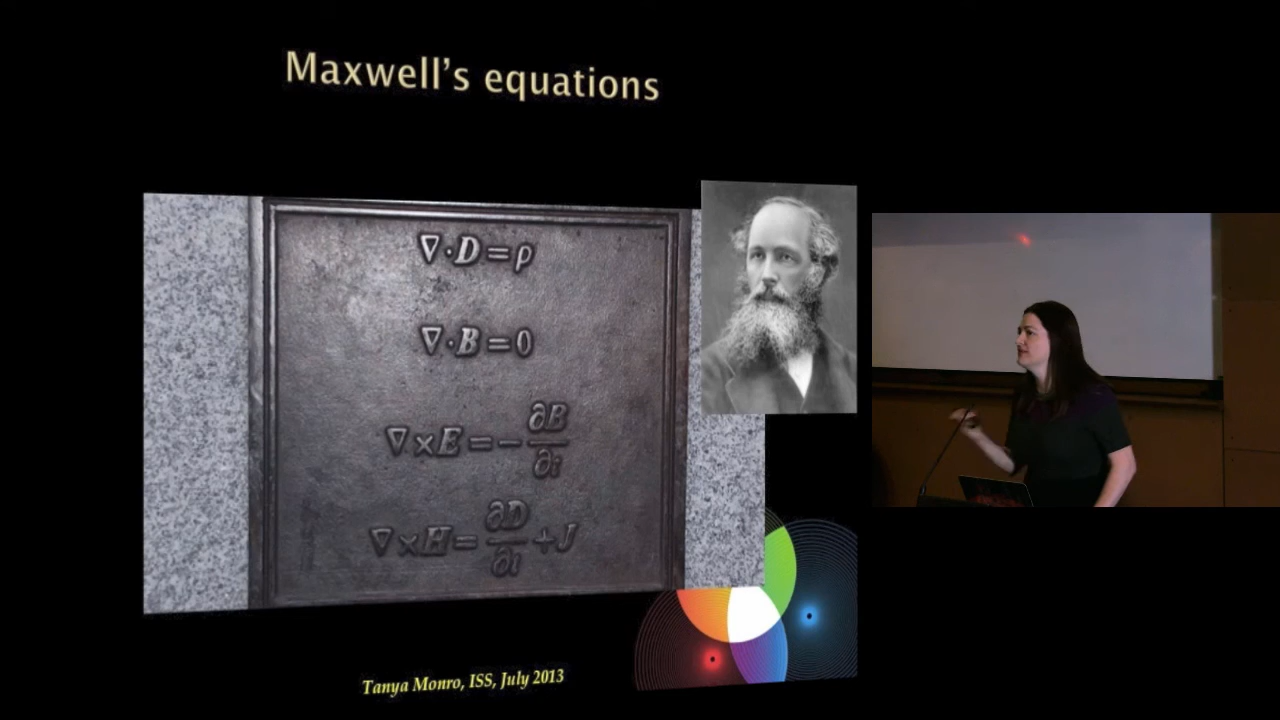 Maxwell's equations
∇·D=ρ
∇·B=0
∇×E=-∂B/∂t
∇×H=∂D/∂t+J
Tanya Monro, ISS, July 2013